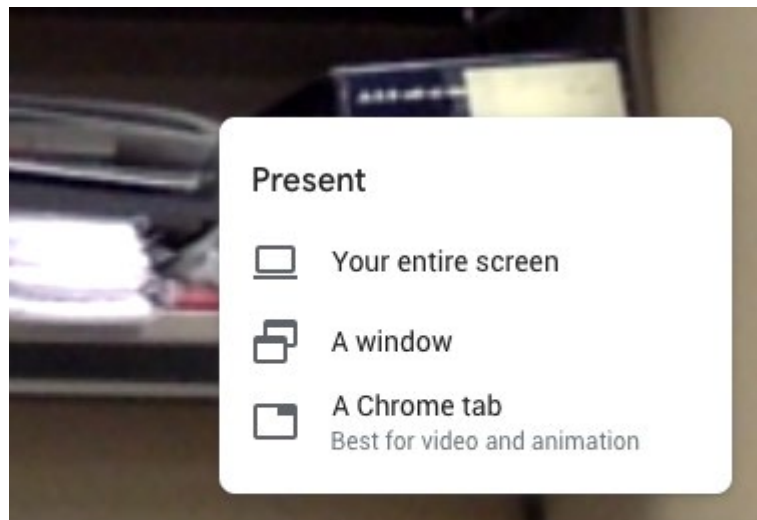 Present
Your entire screen
A window
A Chrome tab
Best for video and animation